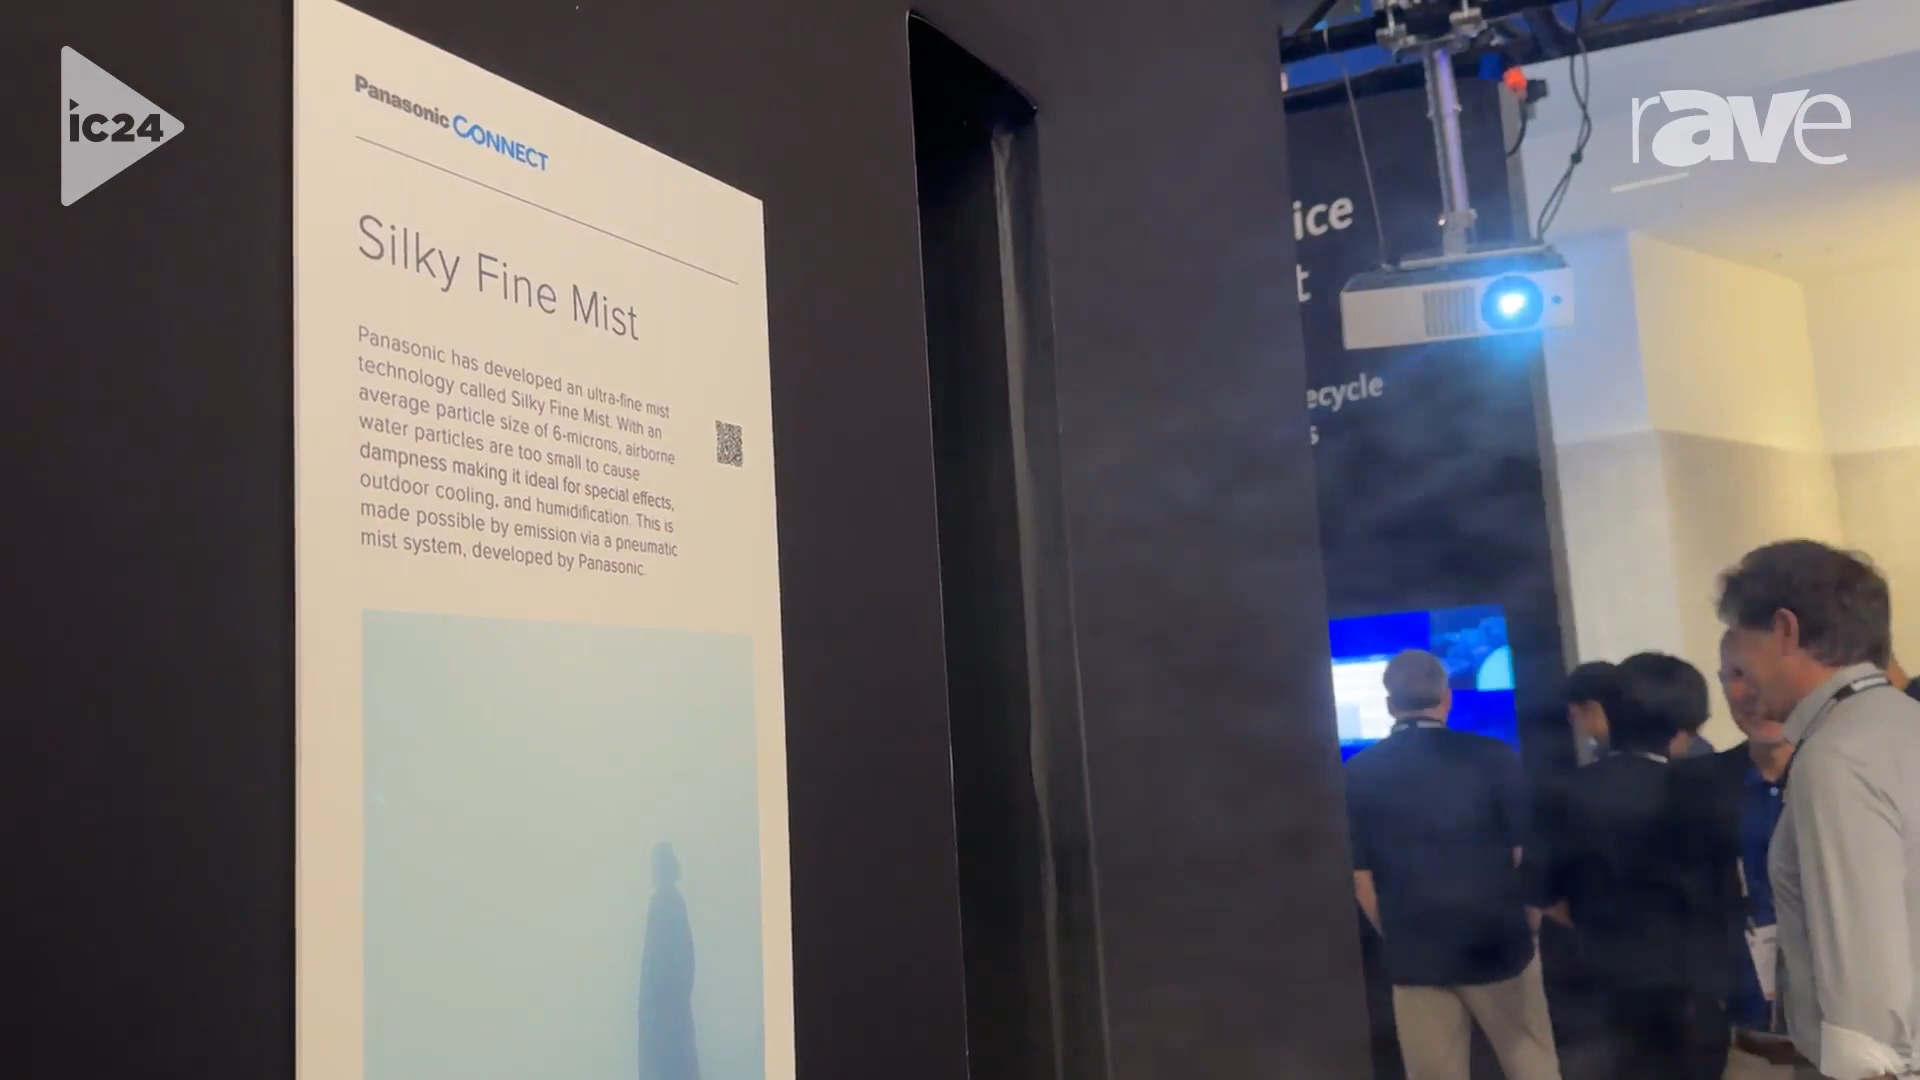 ic24
rave
Panasonic CONNECT
Silky Fine Mist
Panasonic has developed an ultra-fine mist
technology called Silky Fine Mist. With an
average particle size of 6-microns, airborne
water particles are too small to cause
dampness making it ideal for special effects,
outdoor cooling, and humidification. This is
made possible by emission via a pneumatic
mist system, developed by Panasonic.
ice
t
ecycle
s